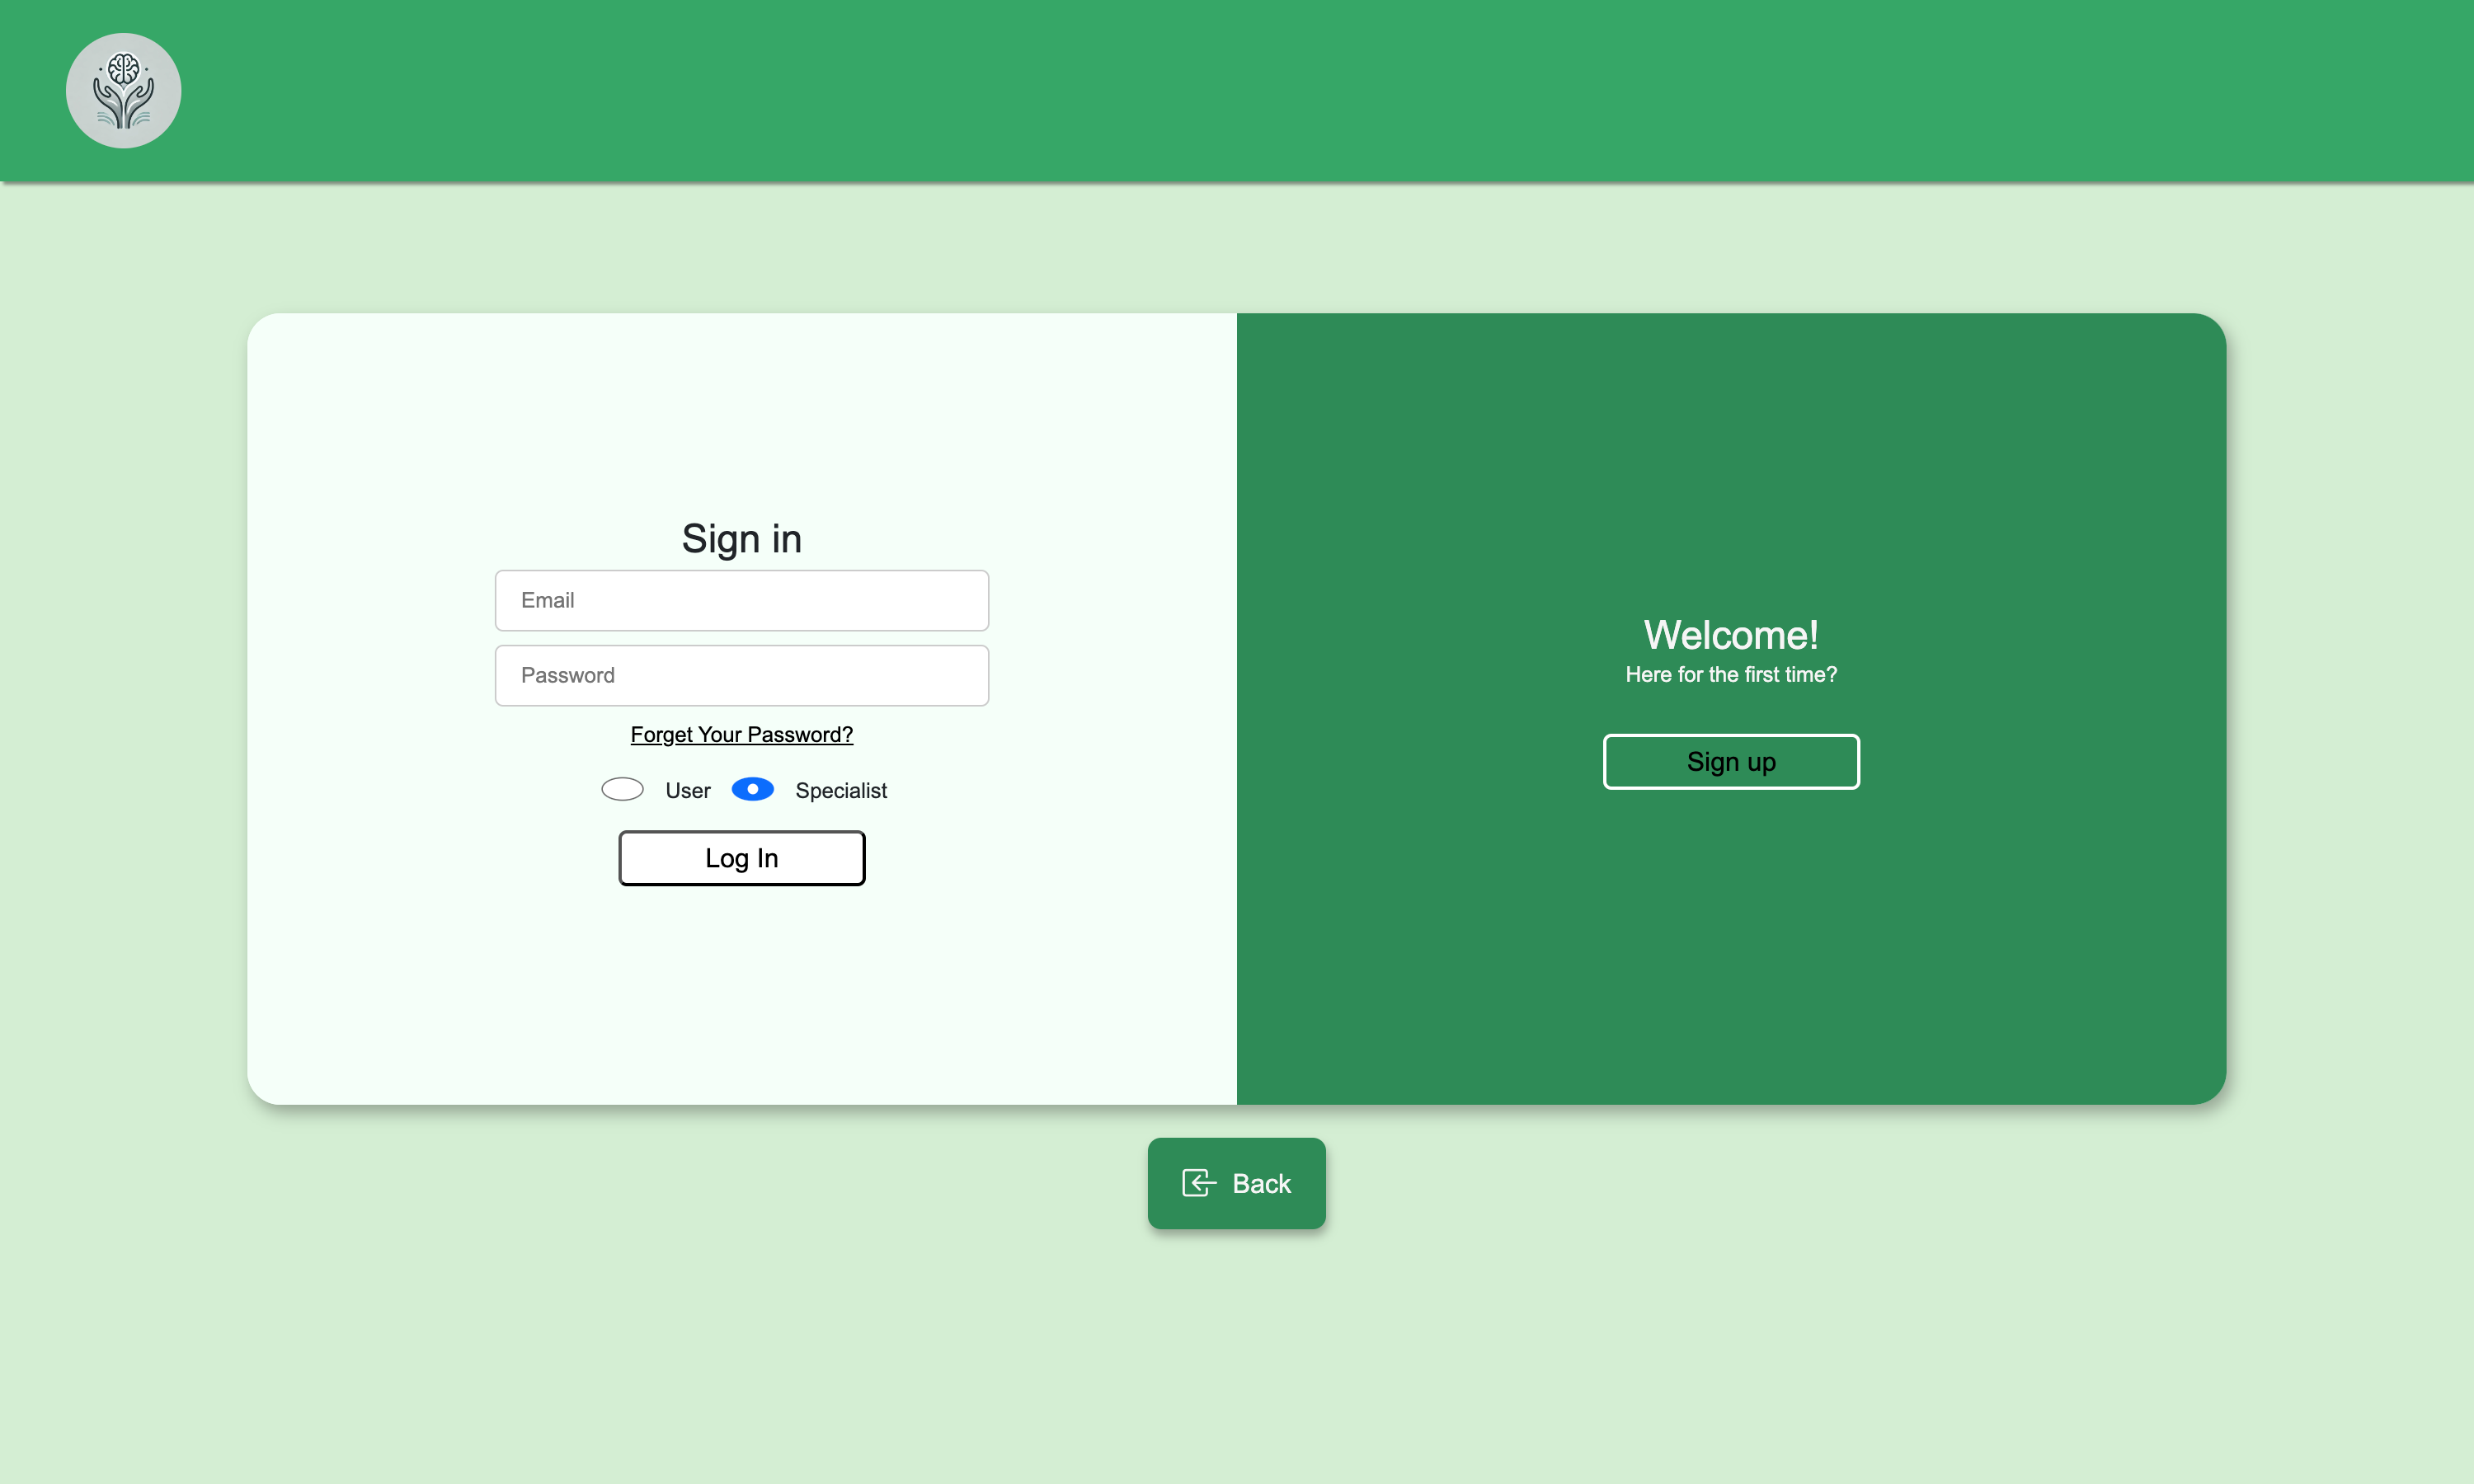 Sign in
Email
Password
Forget Your Password?
User Specialist
Log In
Welcome!
Here for the first time?
Sign up
Back